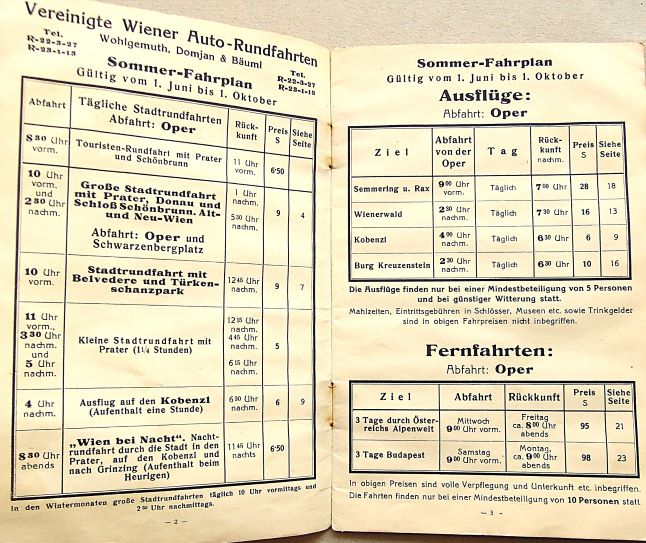 Vereinigte Wiener Auto-Rundfahrten
Wohlgemuth, Domjan & Bäuml
Tel.
R-22-3-27
R-23-1-13
Tel.
R-22-3-27
R-23-1-13
Sommer-Fahrplan
Gültig vom 1. Juni bis 1. Oktober
Abfahrt
Tägliche Stadtrundfahrten
Abfahrt: Oper
Rück-
kunft
Preis
S
Siehe
Seite
8 30 Uhr
vorm.
Touristen-Rundfahrt mit Prater
und Schönbrunn
11 Uhr
vorm.
6·50
10 Uhr
vorm.
und
2 30 Uhr
nachm.
Große Stadtrundfahrt
mit Prater, Donau und
Schloß Schönbrunn. Alt-
und Neu-Wien
Abfahrt: Oper und
Schwarzenbergplatz
1 Uhr
nachm.
5 30 Uhr
nachm.
9
4
10 Uhr
vorm.
Stadtrundfahrt mit
Belvedere und Türken-
schanzpark
12 45 Uhr
nachm.
9
7
11 Uhr
vorm.,
3 30 Uhr
nachm.
und
5 Uhr
nachm.
Kleine Stadtrundfahrt mit
Prater (1¼ Stunden)
12 15 Uhr
nachm.
4 45 Uhr
nachm.
6 15 Uhr
nachm.
5
4 Uhr
nachm.
Ausflug auf den Kobenzl
(Aufenthalt eine Stunde)
6 30 Uhr
nachm.
6
9
8 30 Uhr
abends
„Wien bei Nacht“. Nacht-
rundfahrt durch die Stadt in den
Prater, auf den Kobenzl und
nach Grinzing (Aufenthalt beim
Heurigen)
11 45 Uhr
nachts
6·50
In den Wintermonaten große Stadtrundfahrten täglich 10 Uhr vormittags und
2 30 Uhr nachmittags.
– 2 –
Sommer-Fahrplan
Gültig vom 1. Juni bis 1. Oktober
Ausflüge:
Abfahrt: Oper
Ziel
Abfahrt
von der
Oper
Tag
Rück-
kunft
nachm.
Preis
S
Siehe
Seite
Semmering u. Rax
9 00 Uhr
vorm.
Täglich
7 00 Uhr
28
18
Wienerwald
2 30 Uhr
nachm.
Täglich
7 30 Uhr
16
13
Kobenzl
4 00 Uhr
nachm.
Täglich
6 30 Uhr
6
9
Burg Kreuzenstein
2 30 Uhr
nachm.
Täglich
6 30 Uhr
10
16
Die Ausflüge finden nur bei einer Mindestbeteiligung von 5 Personen
und bei günstiger Witterung statt.
Mahlzeiten, Eintrittsgebühren in Schlösser, Museen etc. sowie Trinkgelder
sind in obigen Fahrpreisen nicht inbegriffen.
Fernfahrten:
Abfahrt: Oper
Ziel
Abfahrt
Rückkunft
Preis
S
Siehe
Seite
3 Tage durch Öster-
reichs Alpenwelt
Mittwoch
9 00 Uhr vorm.
Freitag
ca. 8 00 Uhr
abends
95
21
3 Tage Budapest
Samstag
9 00 Uhr vorm.
Montag,
ca. 9 00 Uhr
abends
98
23
In obigen Preisen sind volle Verpflegung und Unterkunft etc. inbegriffen.
Die Fahrten finden nur bei einer Mindestbeteiligung von 10 Personen statt
– 3 –